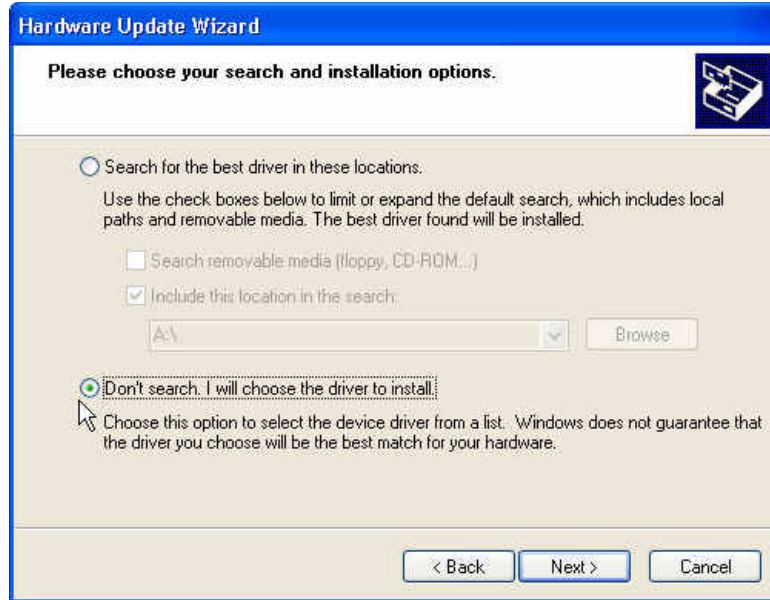 Hardware Update Wizard
Please choose your search and installation options.
Search for the best driver in these locations.
Use the check boxes below to limit or expand the default search, which includes local
paths and removable media. The best driver found will be installed.
Search removable media (floppy, CD-ROM...)
Include this location in the search:
A:\
Browse
Don't search. I will choose the driver to install.
Choose this option to select the device driver from a list. Windows does not guarantee that
the driver you choose will be the best match for your hardware.
< Back Next > Cancel